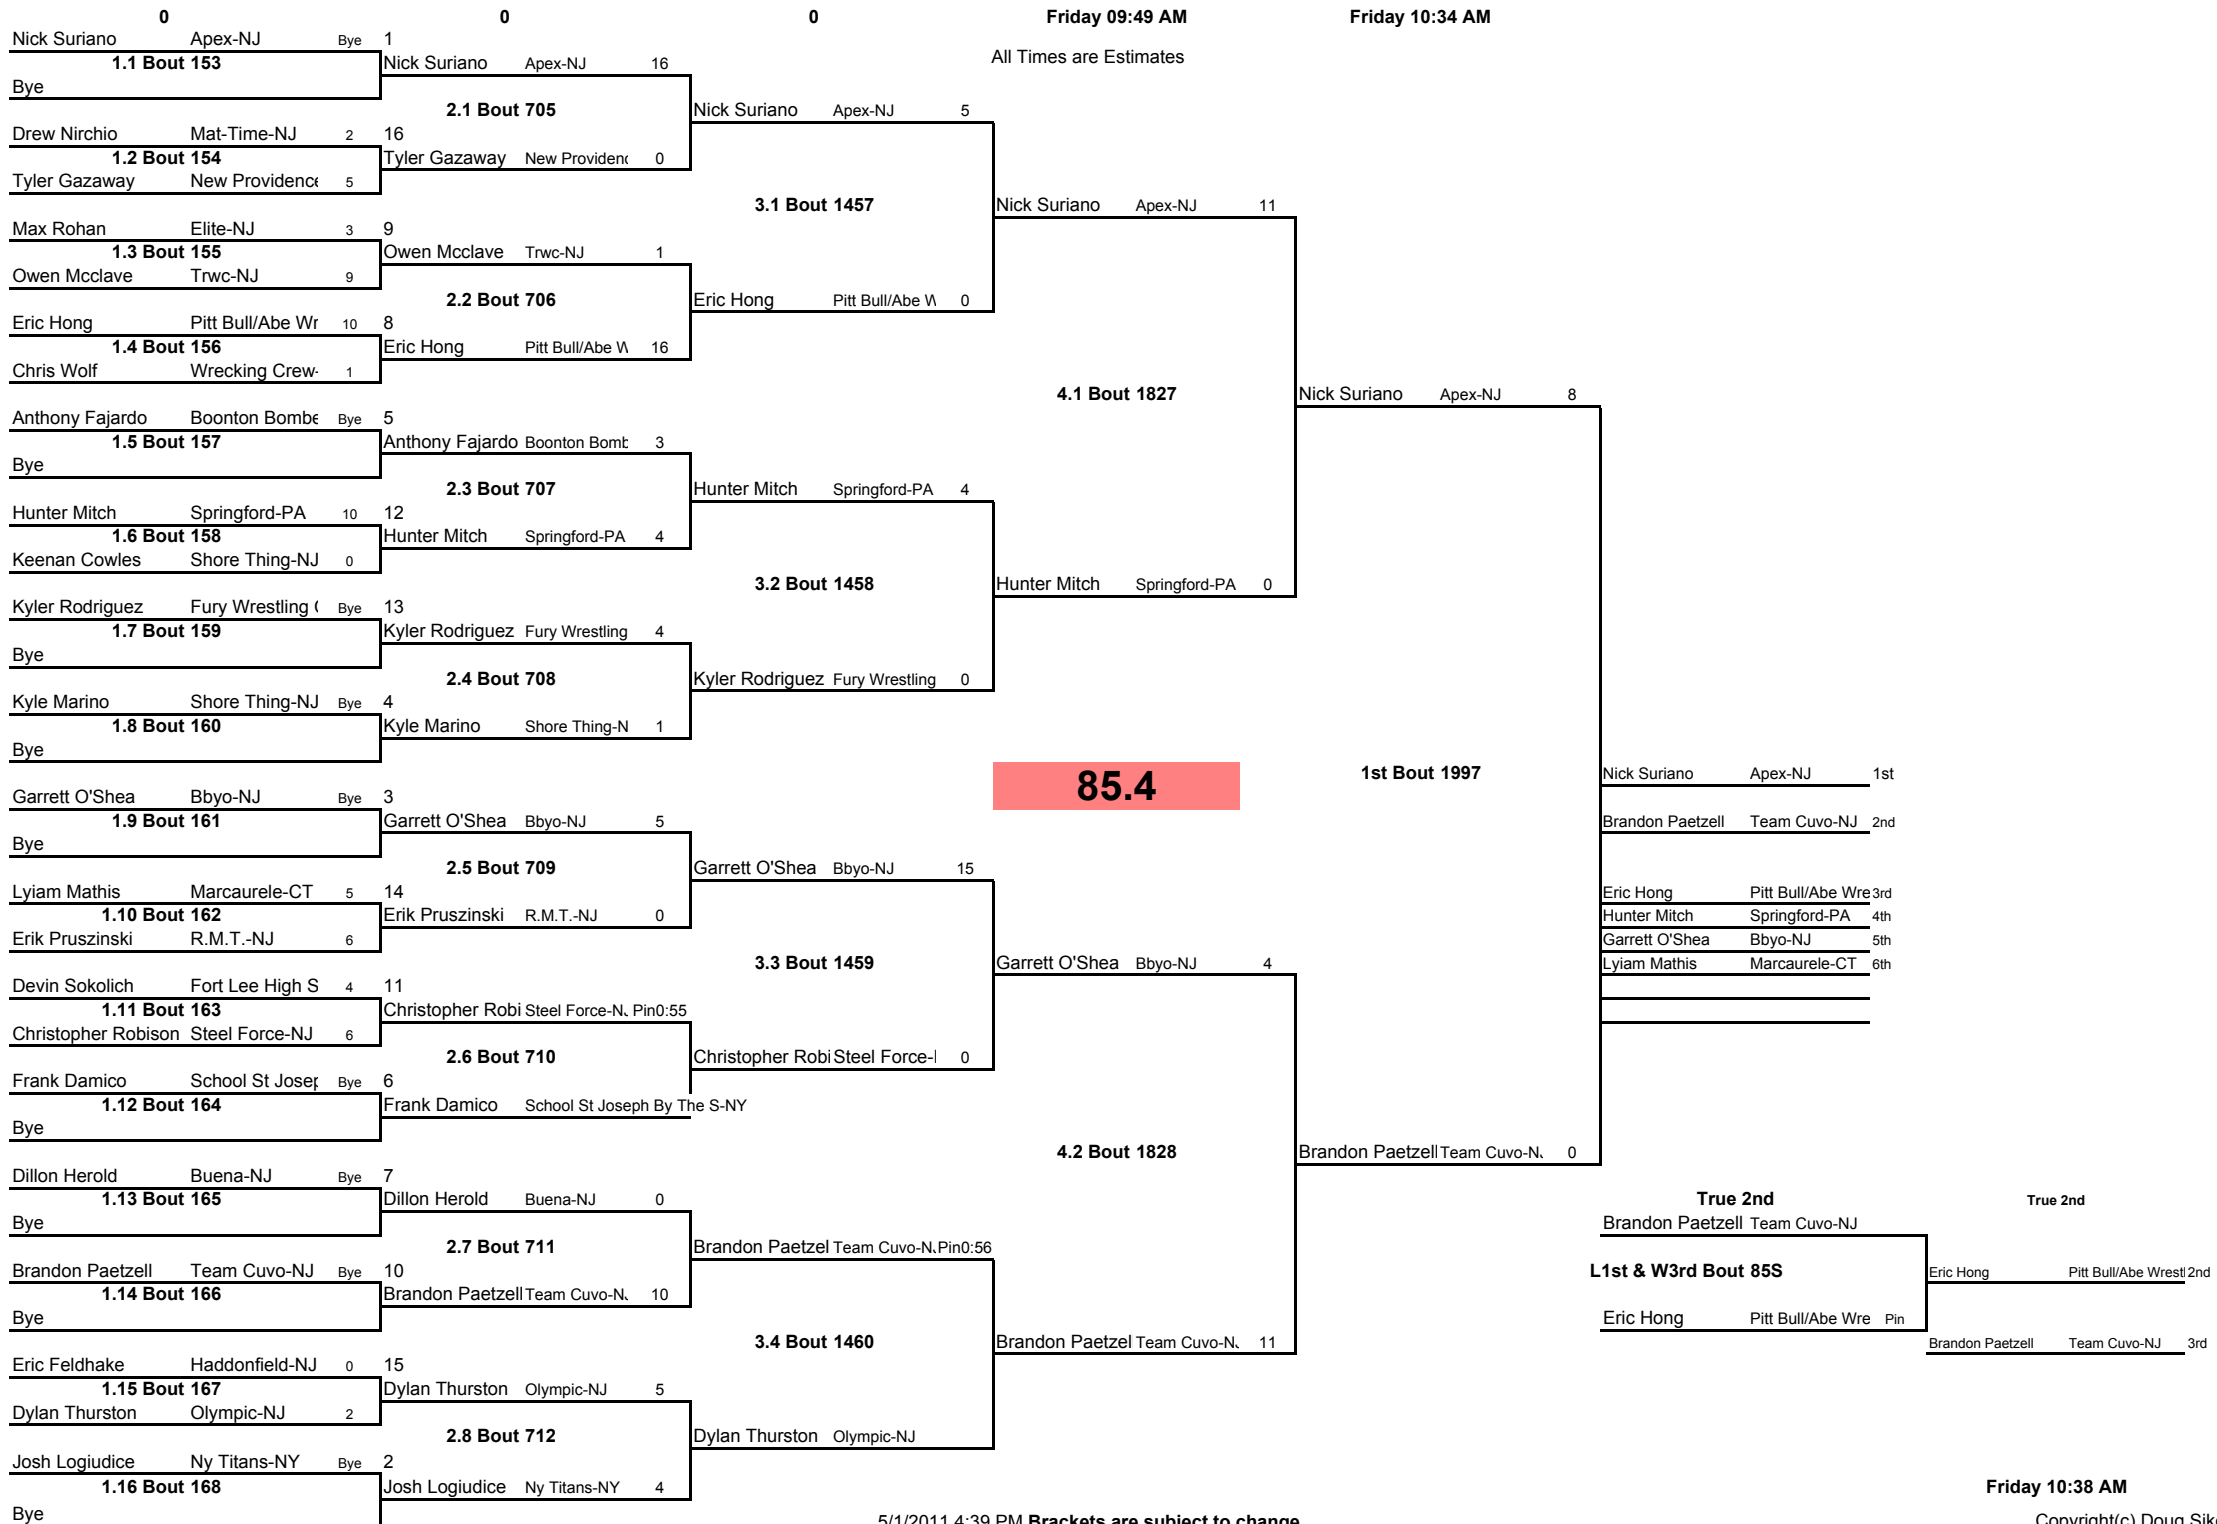 0 0 0 Friday 09:49 AM Friday 10:34 AM
All Times are Estimates
Nick Suriano Apex-NJ Bye 1
1.1 Bout 153
Bye
Drew Nirchio Mat-Time-NJ 2 16
1.2 Bout 154
Tyler Gazaway New Providence 5
Max Rohan Elite-NJ 3 9
1.3 Bout 155
Owen Mcclave Trwc-NJ 9
Eric Hong Pitt Bull/Abe Wr 10 8
1.4 Bout 156
Chris Wolf Wrecking Crew- 1
Anthony Fajardo Boonton Bombe Bye 5
1.5 Bout 157
Bye
Hunter Mitch Springford-PA 10 12
1.6 Bout 158
Keenan Cowles Shore Thing-NJ 0
Kyler Rodriguez Fury Wrestling ( Bye 13
1.7 Bout 159
Bye
Kyle Marino Shore Thing-NJ Bye 4
1.8 Bout 160
Bye
Garrett O'Shea Bbyo-NJ Bye 3
1.9 Bout 161
Bye
Lyiam Mathis Marcaurele-CT 5 14
1.10 Bout 162
Erik Pruszinski R.M.T.-NJ 6
Devin Sokolich Fort Lee High S 4 11
1.11 Bout 163
Christopher Robison Steel Force-NJ 6
Frank Damico School St Josep Bye 6
1.12 Bout 164
Bye
Dillon Herold Buena-NJ Bye 7
1.13 Bout 165
Bye
Brandon Paetzell Team Cuvo-NJ Bye 10
1.14 Bout 166
Bye
Eric Feldhake Haddonfield-NJ 0 15
1.15 Bout 167
Dylan Thurston Olympic-NJ 2
Josh Logiudice Ny Titans-NY Bye 2
1.16 Bout 168
Bye
Nick Suriano Apex-NJ 16
2.1 Bout 705
Tyler Gazaway New Providenc 0
Owen Mcclave Trwc-NJ 1
2.2 Bout 706
Eric Hong Pitt Bull/Abe W 16
Anthony Fajardo Boonton Bomb 3
2.3 Bout 707
Hunter Mitch Springford-PA 4
Kyler Rodriguez Fury Wrestling 4
2.4 Bout 708
Kyle Marino Shore Thing-N 1
Garrett O'Shea Bbyo-NJ 5
2.5 Bout 709
Erik Pruszinski R.M.T.-NJ 0
Christopher Robi Steel Force-NJ Pin0:55
2.6 Bout 710
Frank Damico School St Joseph By The S-NY
Dillon Herold Buena-NJ 0
2.7 Bout 711
Brandon Paetzell Team Cuvo-NJ 10
Dylan Thurston Olympic-NJ 5
2.8 Bout 712
Josh Logiudice Ny Titans-NY 4
Nick Suriano Apex-NJ 5
3.1 Bout 1457
Eric Hong Pitt Bull/Abe W 0
Hunter Mitch Springford-PA 4
3.2 Bout 1458
Kyler Rodriguez Fury Wrestling 0
Garrett O'Shea Bbyo-NJ 15
3.3 Bout 1459
Christopher Robi Steel Force- 0
Brandon Paetzel Team Cuvo-NJ Pin0:56
3.4 Bout 1460
Dylan Thurston Olympic-NJ
Nick Suriano Apex-NJ 11
4.1 Bout 1827
Hunter Mitch Springford-PA 0
85.4
Garrett O'Shea Bbyo-NJ 4
4.2 Bout 1828
Brandon Paetzel Team Cuvo-NJ 11
Nick Suriano Apex-NJ 8
1st Bout 1997
Brandon Paetzell Team Cuvo-NJ 0
Nick Suriano Apex-NJ 1st
Brandon Paetzell Team Cuvo-NJ 2nd
Eric Hong Pitt Bull/Abe Wre 3rd
Hunter Mitch Springford-PA 4th
Garrett O'Shea Bbyo-NJ 5th
Lyiam Mathis Marcaurele-CT 6th
True 2nd True 2nd
Brandon Paetzell Team Cuvo-NJ
L1st & W3rd Bout 85S
Eric Hong Pitt Bull/Abe Wre Pin
Eric Hong Pitt Bull/Abe Wrestl 2nd
Brandon Paetzell Team Cuvo-NJ 3rd
Friday 10:38 AM
5/1/2011 4:39 PM Brackets are subject to change
Copyright(c) Doug Sik